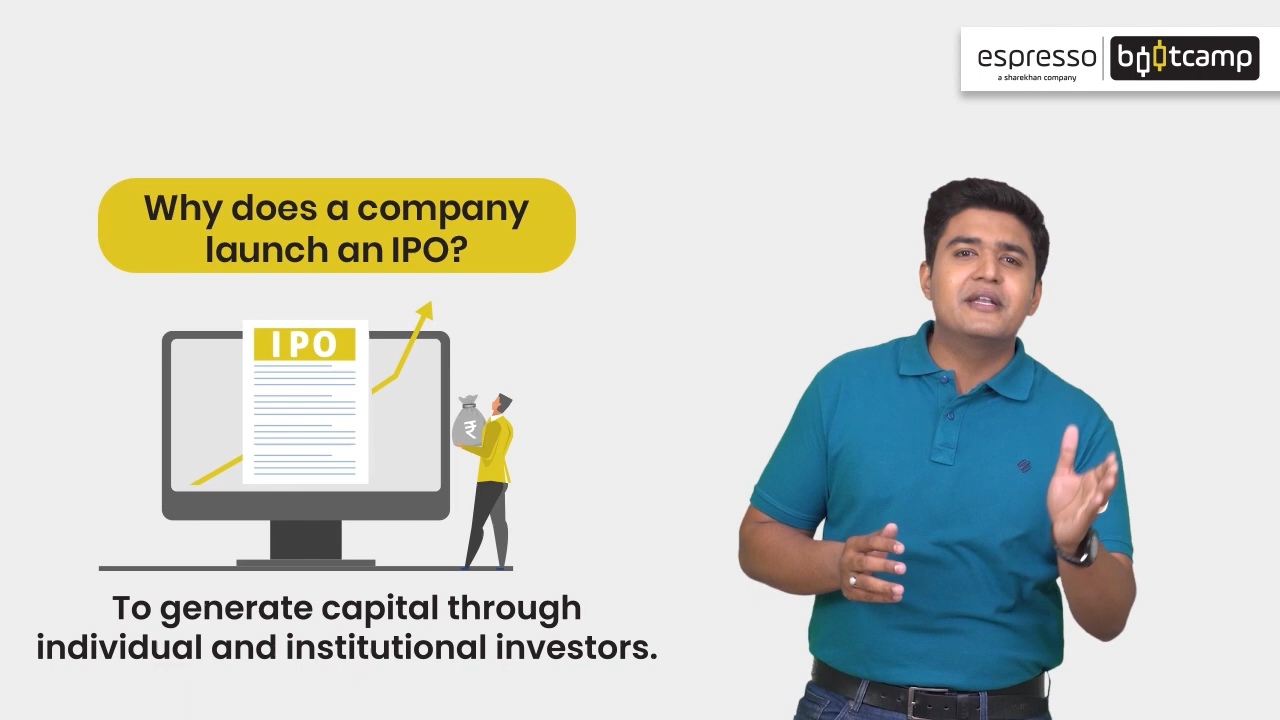 espresso
a sharekhan company
bootcamp
Why does a company
launch an IPO?
IPO
₹
To generate capital through
individual and institutional investors.